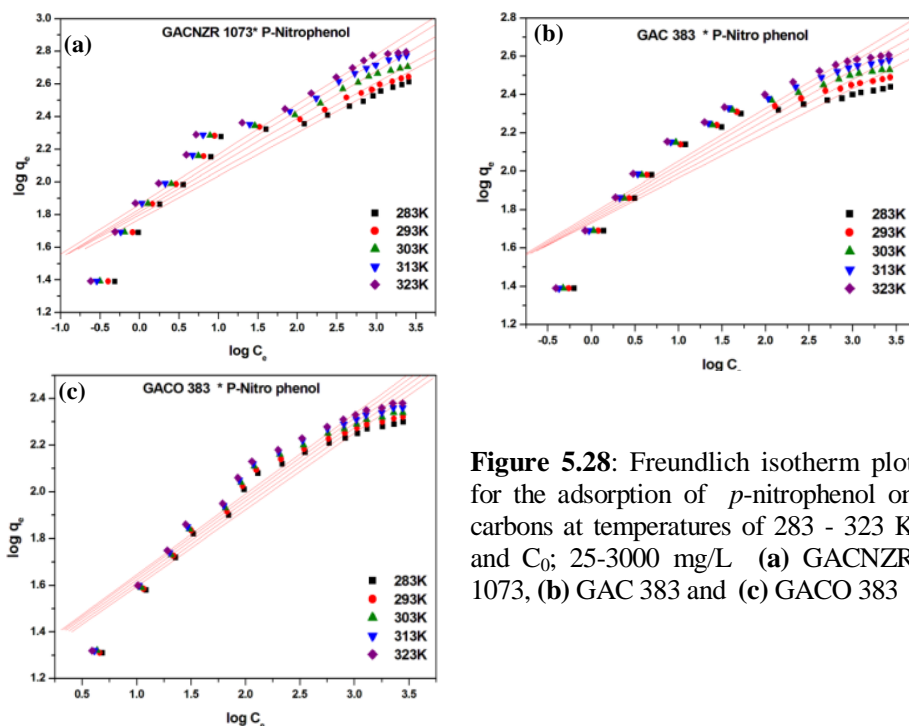 (a)
GACNZR 1073* P-Nitrophenol
log qe
3.0
2.8
2.6
2.4
2.2
2.0
1.8
1.6
1.4
1.2
283K
293K
303K
313K
323K
-1.0 -0.5 0.0 0.5 1.0 1.5 2.0 2.5 3.0 3.5 4.0
log Ce
(b)
GAC 383 * P-Nitro phenol
log qe
2.8
2.6
2.4
2.2
2.0
1.8
1.6
1.4
1.2
283K
293K
303K
313K
323K
-0.5 0.0 0.5 1.0 1.5 2.0 2.5 3.0 3.5
log C
(c)
GACO 383 * P-Nitro phenol
log qe
2.4
2.2
2.0
1.8
1.6
1.4
1.2
283K
293K
303K
313K
323K
0.5 1.0 1.5 2.0 2.5 3.0 3.5
log Ce
Figure 5.28: Freundlich isotherm plot
for the adsorption of p-nitrophenol on
carbons at temperatures of 283 - 323 K
and C0; 25-3000 mg/L (a) GACNZR
1073, (b) GAC 383 and (c) GACO 383